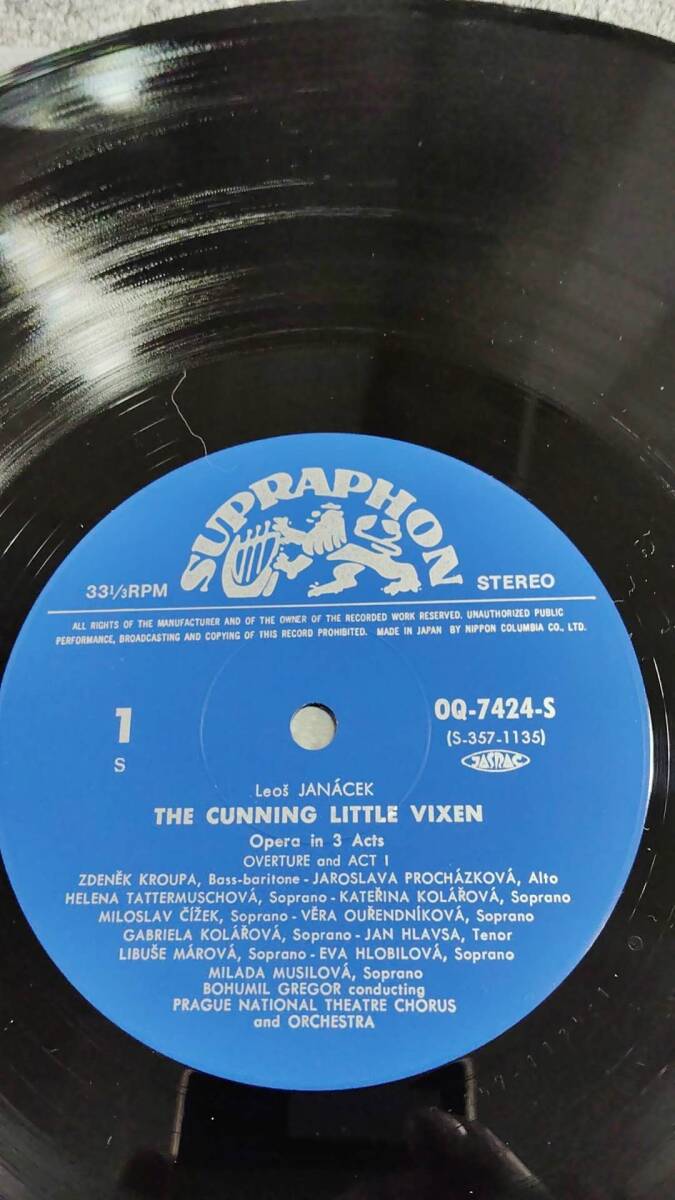 SUPRAPHON
33 1/3 RPM
STEREO
ALL RIGHTS OF THE MANUFACTURER AND OF THE OWNER OF THE RECORDED WORK RESERVED. UNAUTHORIZED PUBLIC
PERFORMANCE, BROADCASTING AND COPYING OF THIS RECORD PROHIBITED. MADE IN JAPAN BY NIPPON COLUMBIA CO., LTD.
1
S
OQ-7424-S
(S-357-1135)
JASRAC
Leoš JANÁCEK
THE CUNNING LITTLE VIXEN
Opera in 3 Acts
OVERTURE and ACT I
ZDENĚK KROUPA, Bass-baritone - JAROSLAVA PROCHÁZKOVÁ, Alto
HELENA TATTERMUSCHOVÁ, Soprano - KATEŘINA KOLÁŘOVÁ, Soprano
MILOSLAV ČÍŽEK, Soprano - VĚRA OUŘENDNÍKOVÁ, Soprano
GABRIELA KOLÁŘOVÁ, Soprano - JAN HLAVSA, Tenor
LIBUŠE MÁROVÁ, Soprano - EVA HLOBILOVÁ, Soprano
MILADA MUSILOVÁ, Soprano
BOHUMIL GREGOR conducting
PRAGUE NATIONAL THEATRE CHORUS
and ORCHESTRA